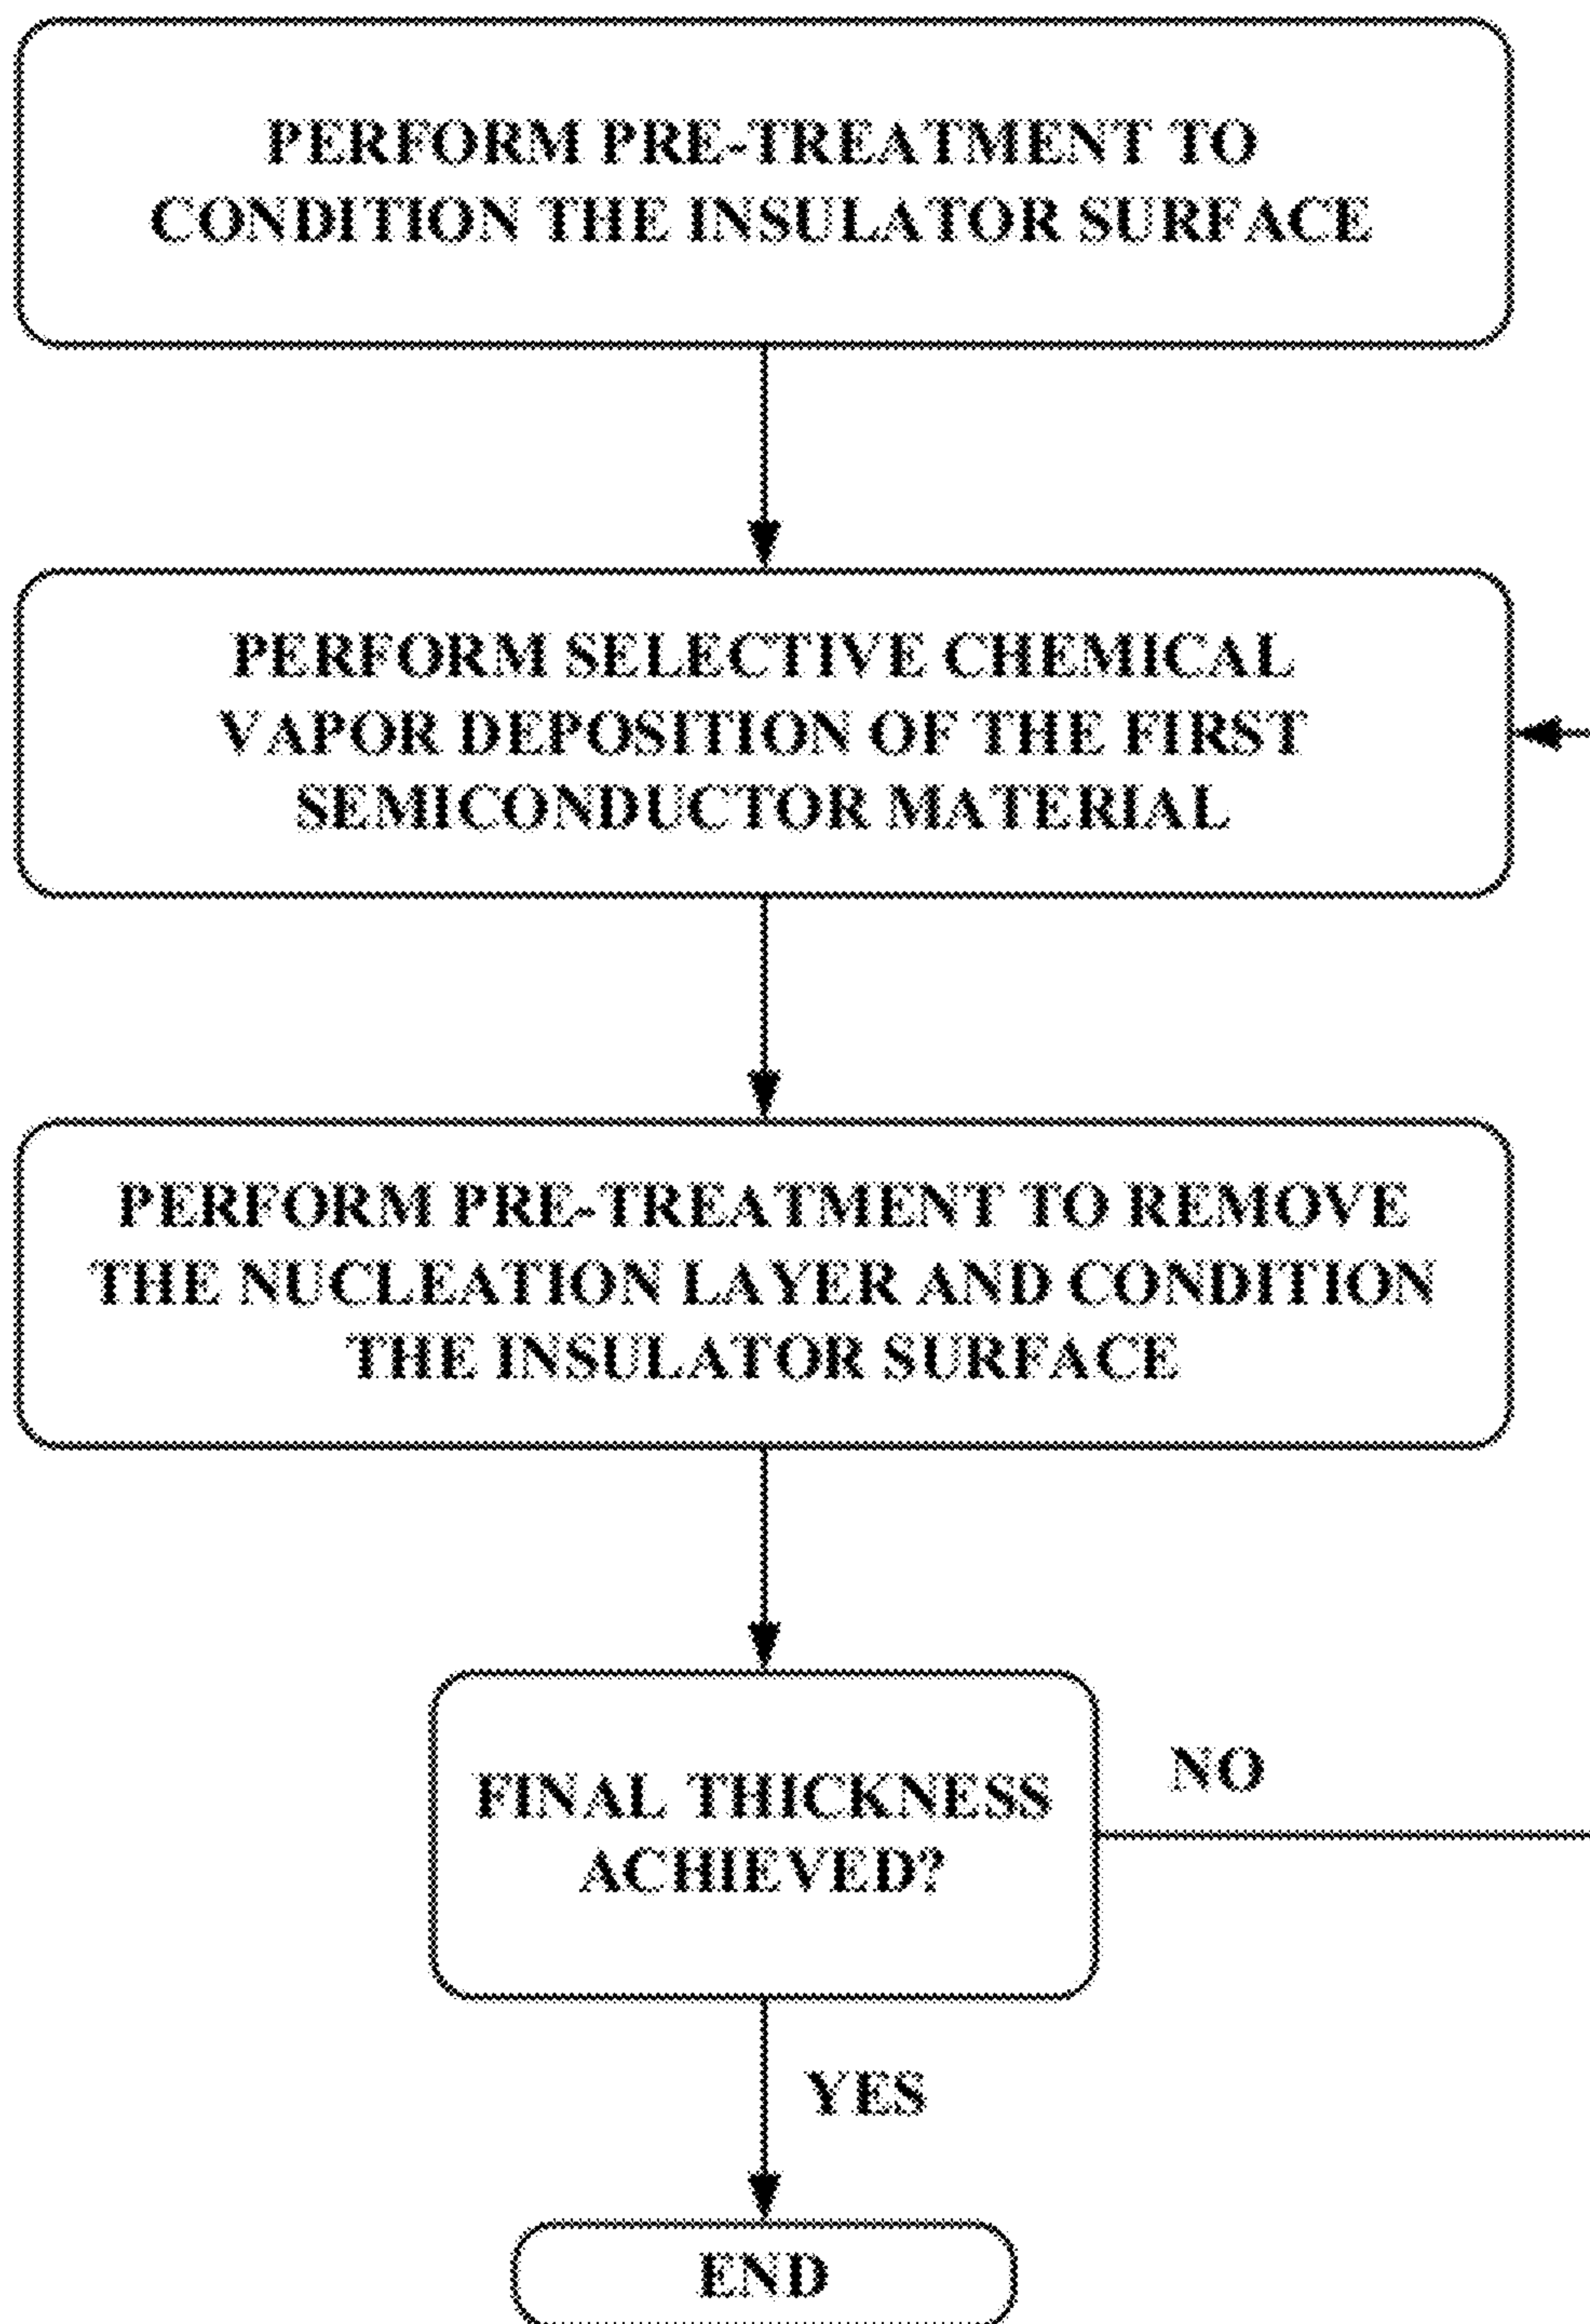 PERFORM PRE-TREATMENT TO
CONDITION THE INSULATOR SURFACE
PERFORM SELECTIVE CHEMICAL
VAPOR DEPOSITION OF THE FIRST
SEMICONDUCTOR MATERIAL
PERFORM PRE-TREATMENT TO REMOVE
THE NUCLEATION LAYER AND CONDITION
THE INSULATOR SURFACE
FINAL THICKNESS
ACHIEVED?
NO
YES
END